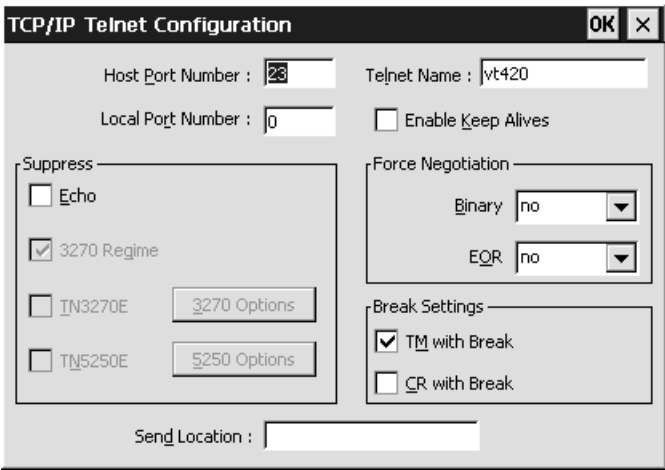 TCP/IP Telnet Configuration OK
Host Port Number : 23 Telnet Name : vt420
Local Port Number : 0 Enable Keep Alives
Suppress Force Negotiation
Echo Binary no
3270 Regime EOR no
TN3270E 3270 Options Break Settings
TM with Break
TN5250E 5250 Options CR with Break
Send Location :